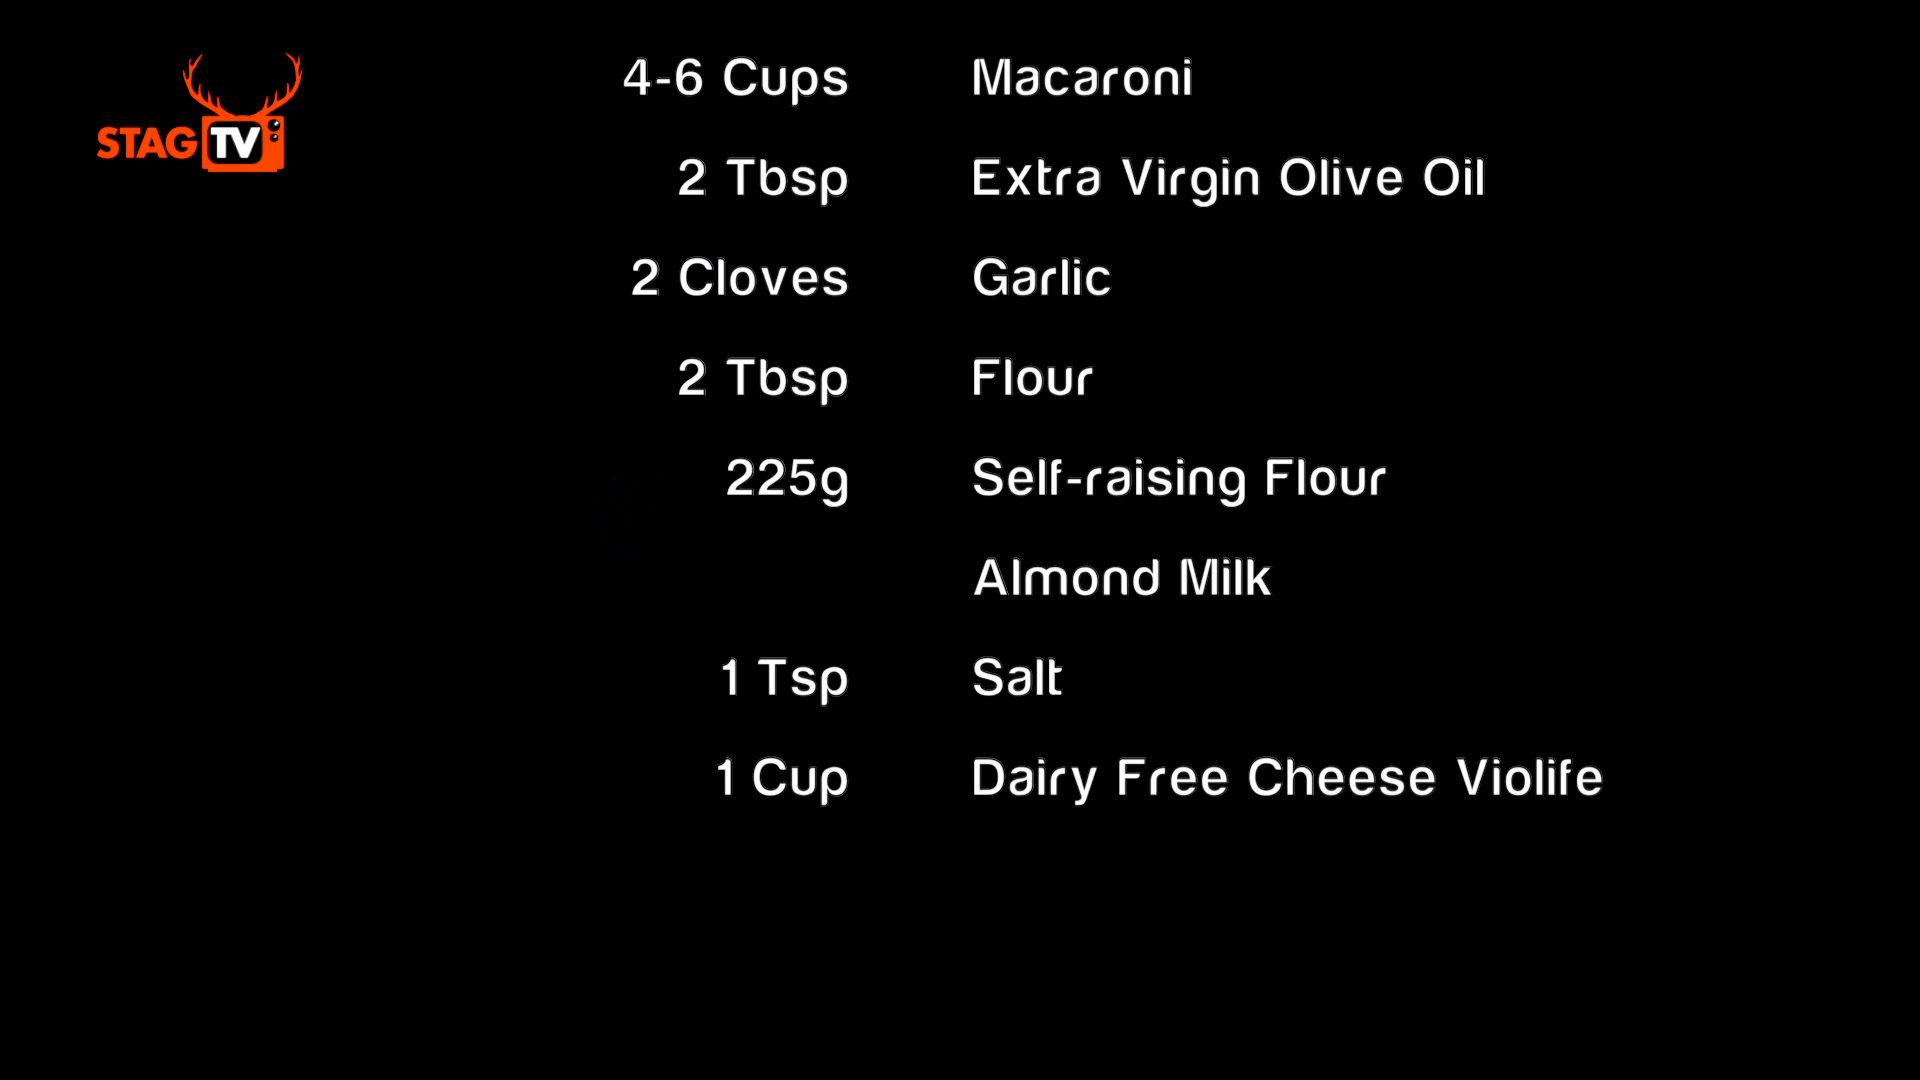 STAG TV
4-6 Cups Macaroni
2 Tbsp Extra Virgin Olive Oil
2 Cloves Garlic
2 Tbsp Flour
225g Self-raising Flour
Almond Milk
1 Tsp Salt
1 Cup Dairy Free Cheese Violife